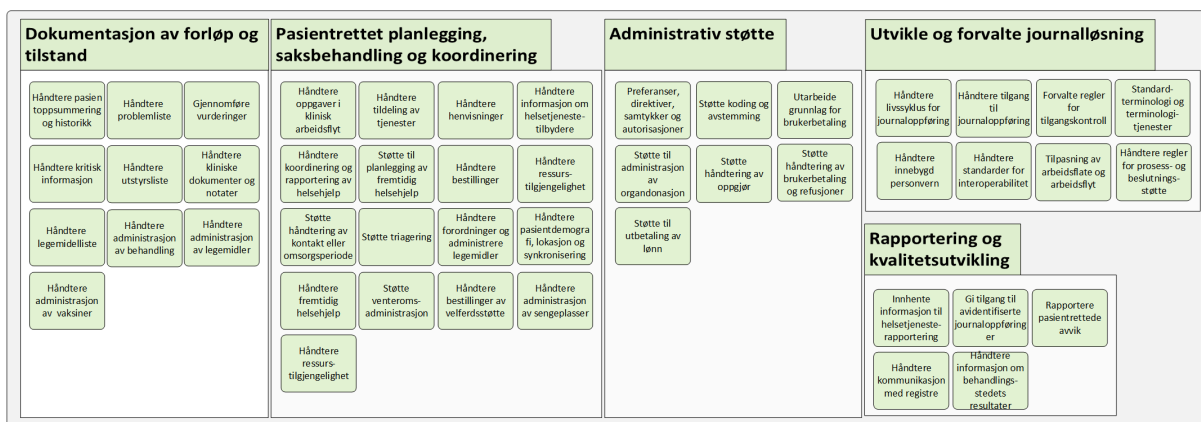 Dokumentasjon av forløp og
tilstand
Håndtere pasien
toppsummering
og historikk
Håndtere
problemliste
Gjennomføre
vurderinger
Håndtere kritisk
informasjon
Håndtere
utstyrsliste
Håndtere
kliniske
dokumenter og
notater
Håndtere
legemidelliste
Håndtere
administrasjon
av behandling
Håndtere
administrasjon
av legemidler
Håndtere
administrasjon
av vaksiner
Pasientrettet planlegging,
saksbehandling og koordinering
Håndtere
oppgaver i
klinisk
arbeidsflyt
Håndtere
tildeling av
tjenester
Håndtere
henvisninger
Håndtere
informasjon om
helsetjeneste-
tilbydere
Håndtere
koordinering og
rapportering av
helsehjelp
Støtte til
planlegging av
fremtidig
helsehjelp
Håndtere
bestillinger
Håndtere
ressurs-
tilgjengelighet
Støtte
håndtering av
kontakt eller
omsorgsperiode
Støtte triagering
Håndtere
forordninger og
administrere
legemidler
Håndtere
pasientdemogra
fi, lokasjon og
synkronisering
Håndtere
fremtidig
helsehjelp
Støtte
venteroms-
administrasjon
Håndtere
bestillinger av
velferdsstøtte
Håndtere
administrasjon
av sengeplasser
Håndtere
ressurs-
tilgjengelighet
Administrativ støtte
Preferanser,
direktiver,
samtykker og
autorisasjoner
Støtte koding og
avstemming
Utarbeide
grunnlag for
brukerbetaling
Støtte til
administrasjon
av
organdonasjon
Støtte
håndtering av
oppgjør
Støtte
håndtering av
brukerbetaling
og refusjoner
Støtte til
utbetaling av
lønn
Utvikle og forvalte journalløsning
Håndtere
livssyklus for
journaloppføring
Håndtere tilgang
til
journaloppføring
Forvalte regler
for
tilgangskontroll
Standard-
terminologi og
terminologi-
tjenester
Håndtere
innebygd
personvern
Håndtere
standarder for
interoperabilitet
Tilpasning av
arbeidsflate og
arbeidsflyt
Håndtere regler
for prosess- og
beslutnings-
støtte
Rapportering og
kvalitetsutvikling
Innhente
informasjon til
helsetjeneste-
rapportering
Gi tilgang til
avidentifiserte
journaloppføring
er
Rapportere
pasientrettede
avvik
Håndtere
kommunikasjon
med registre
Håndtere
informasjon om
behandlings-
stedets
resultater